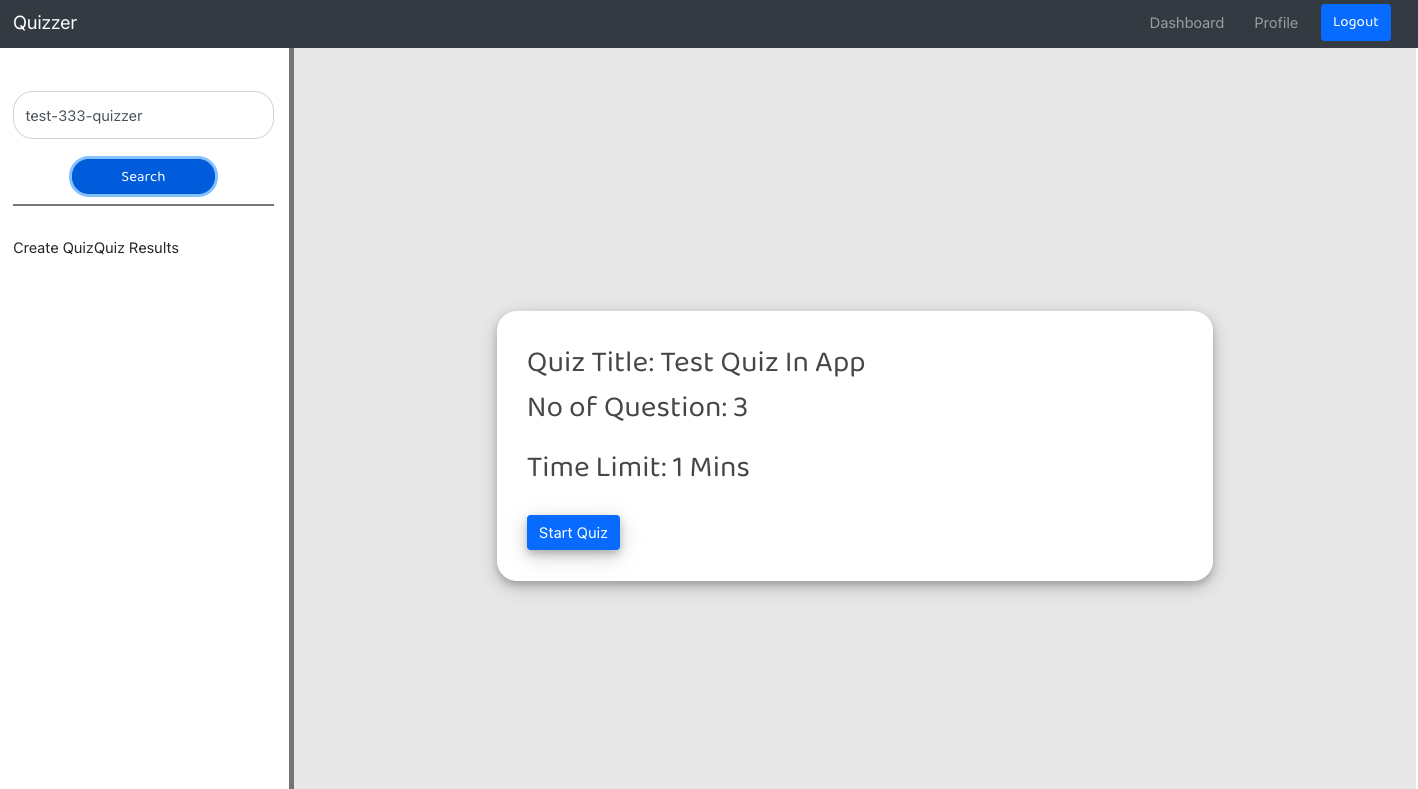 Quizzer
Dashboard Profile Logout
test-333-quizzer
Search
Create QuizQuiz Results
Quiz Title: Test Quiz In App
No of Question: 3
Time Limit: 1 Mins
Start Quiz